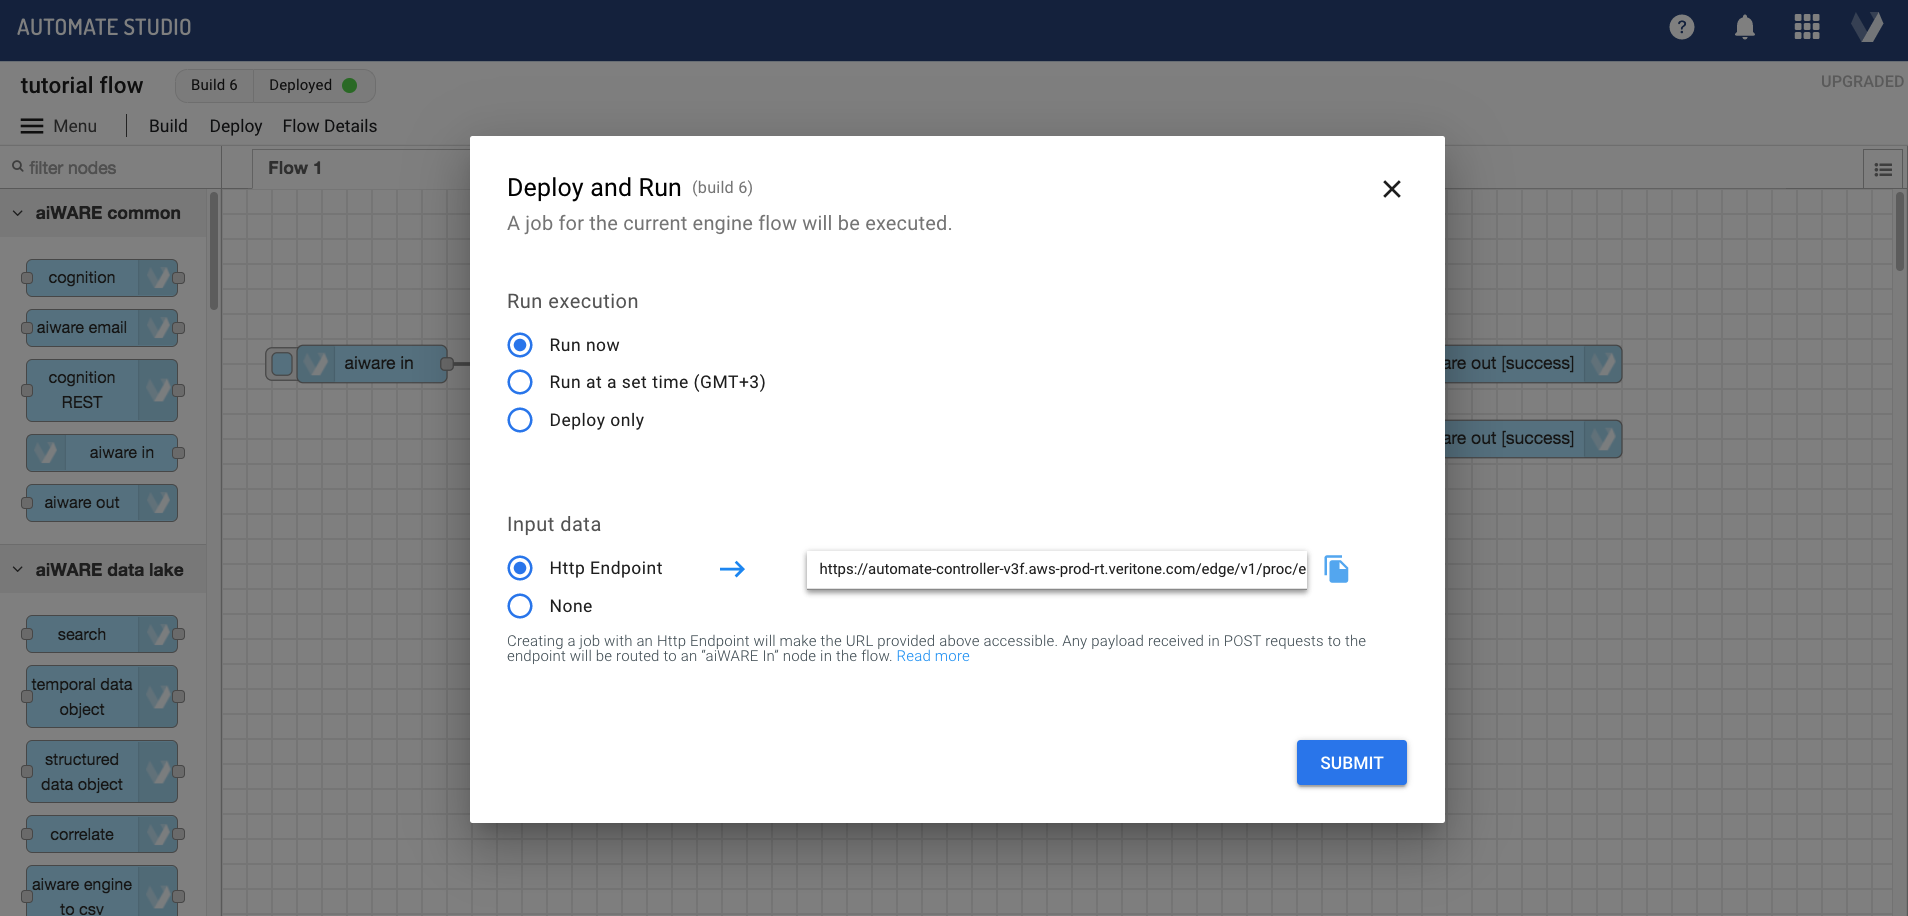 AUTOMATE STUDIO
?
tutorial flow
Build 6
Deployed
UPGRADED
Menu
Build
Deploy
Flow Details
filter nodes
Flow 1
aiWARE common
cognition
aiware email
cognition
REST
aiware in
aiware out
aiWARE data lake
search
temporal data
object
structured
data object
correlate
aiware engine
to csv
aiware in
are out [success]
are out [success]
Deploy and Run (build 6)
A job for the current engine flow will be executed.
Run execution
Run now
Run at a set time (GMT+3)
Deploy only
Input data
Http Endpoint
https://automate-controller-v3f.aws-prod-rt.veritone.com/edge/v1/proc/e
None
Creating a job with an Http Endpoint will make the URL provided above accessible. Any payload received in POST requests to the
endpoint will be routed to an “aiWARE In” node in the flow. Read more
SUBMIT